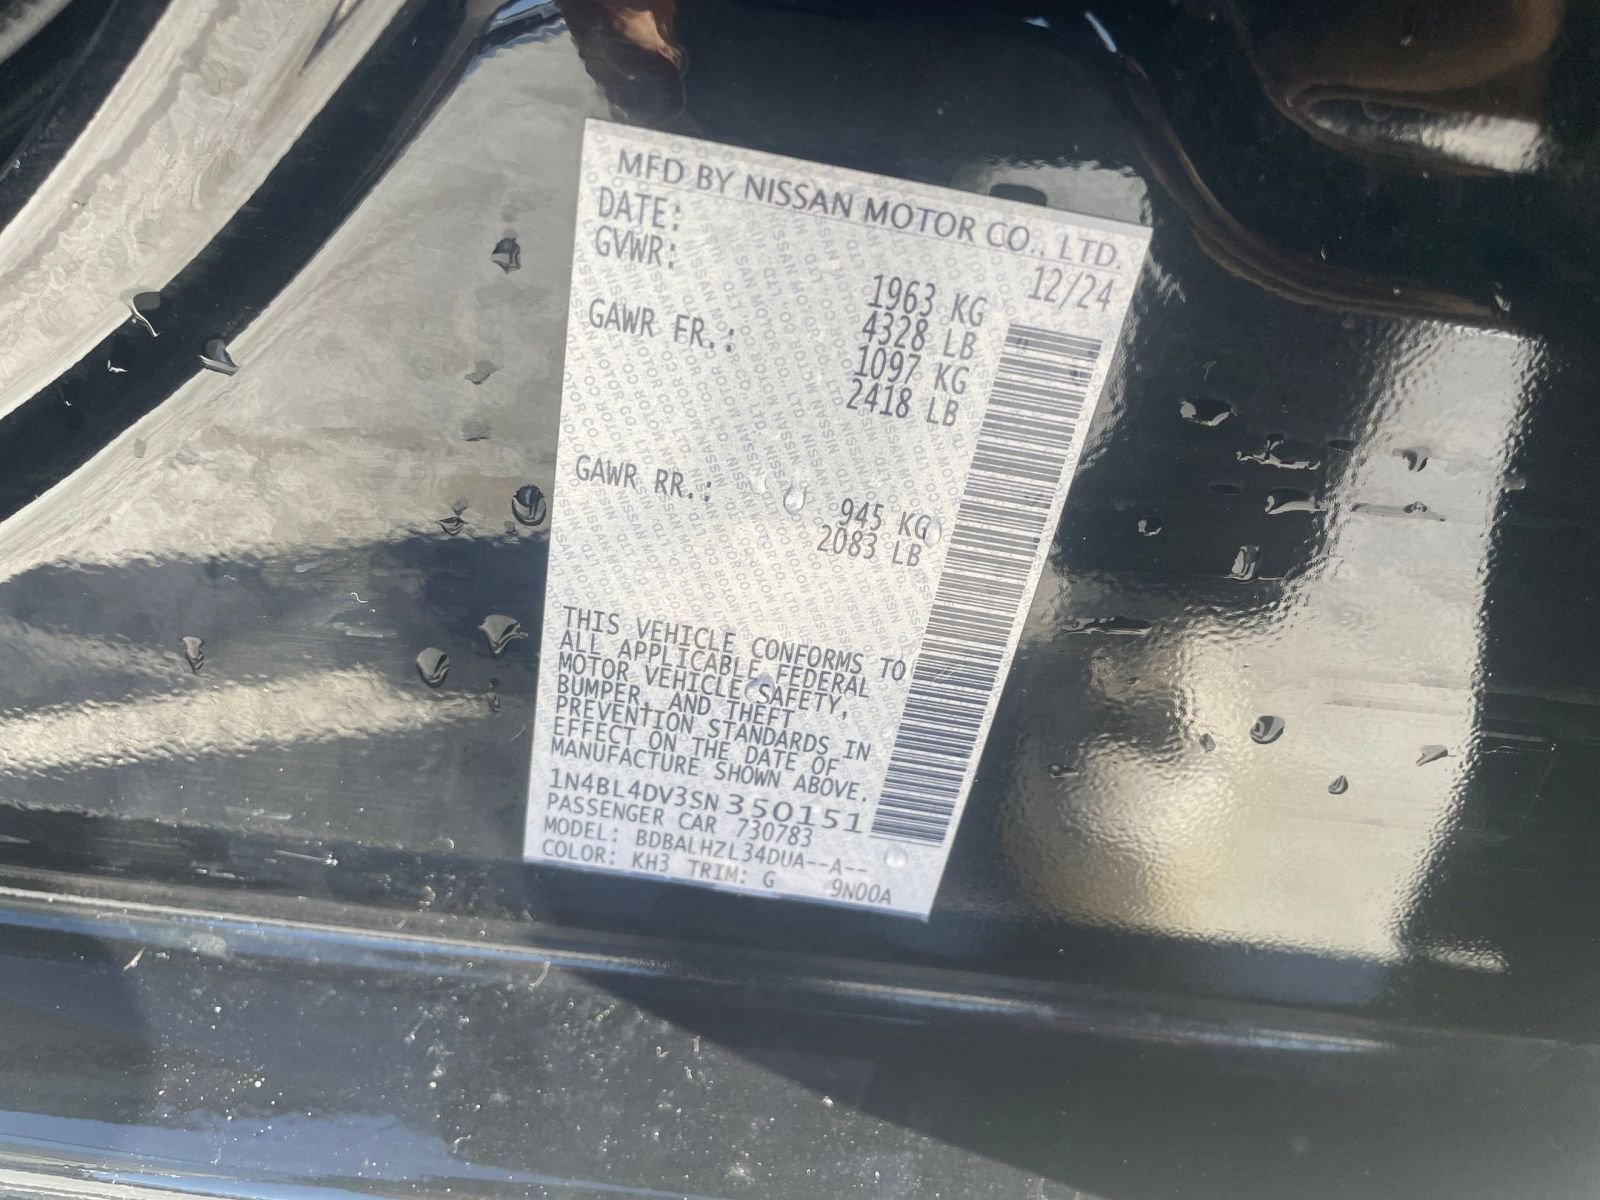 MFD BY NISSAN MOTOR CO., LTD.
DATE: 12/24
GVWR: 1963 KG
4328 LB
GAWR FR.: 1097 KG
2418 LB
GAWR RR.: 945 KG
2083 LB
THIS VEHICLE CONFORMS TO
ALL APPLICABLE FEDERAL
MOTOR VEHICLE SAFETY,
BUMPER, AND THEFT
PREVENTION STANDARDS IN
EFFECT ON THE DATE OF
MANUFACTURE SHOWN ABOVE.
1N4BL4DV3SN350151
PASSENGER CAR 730783
MODEL: BDBALHZL34DUA--A--
COLOR: KH3 TRIM: G 9N00A